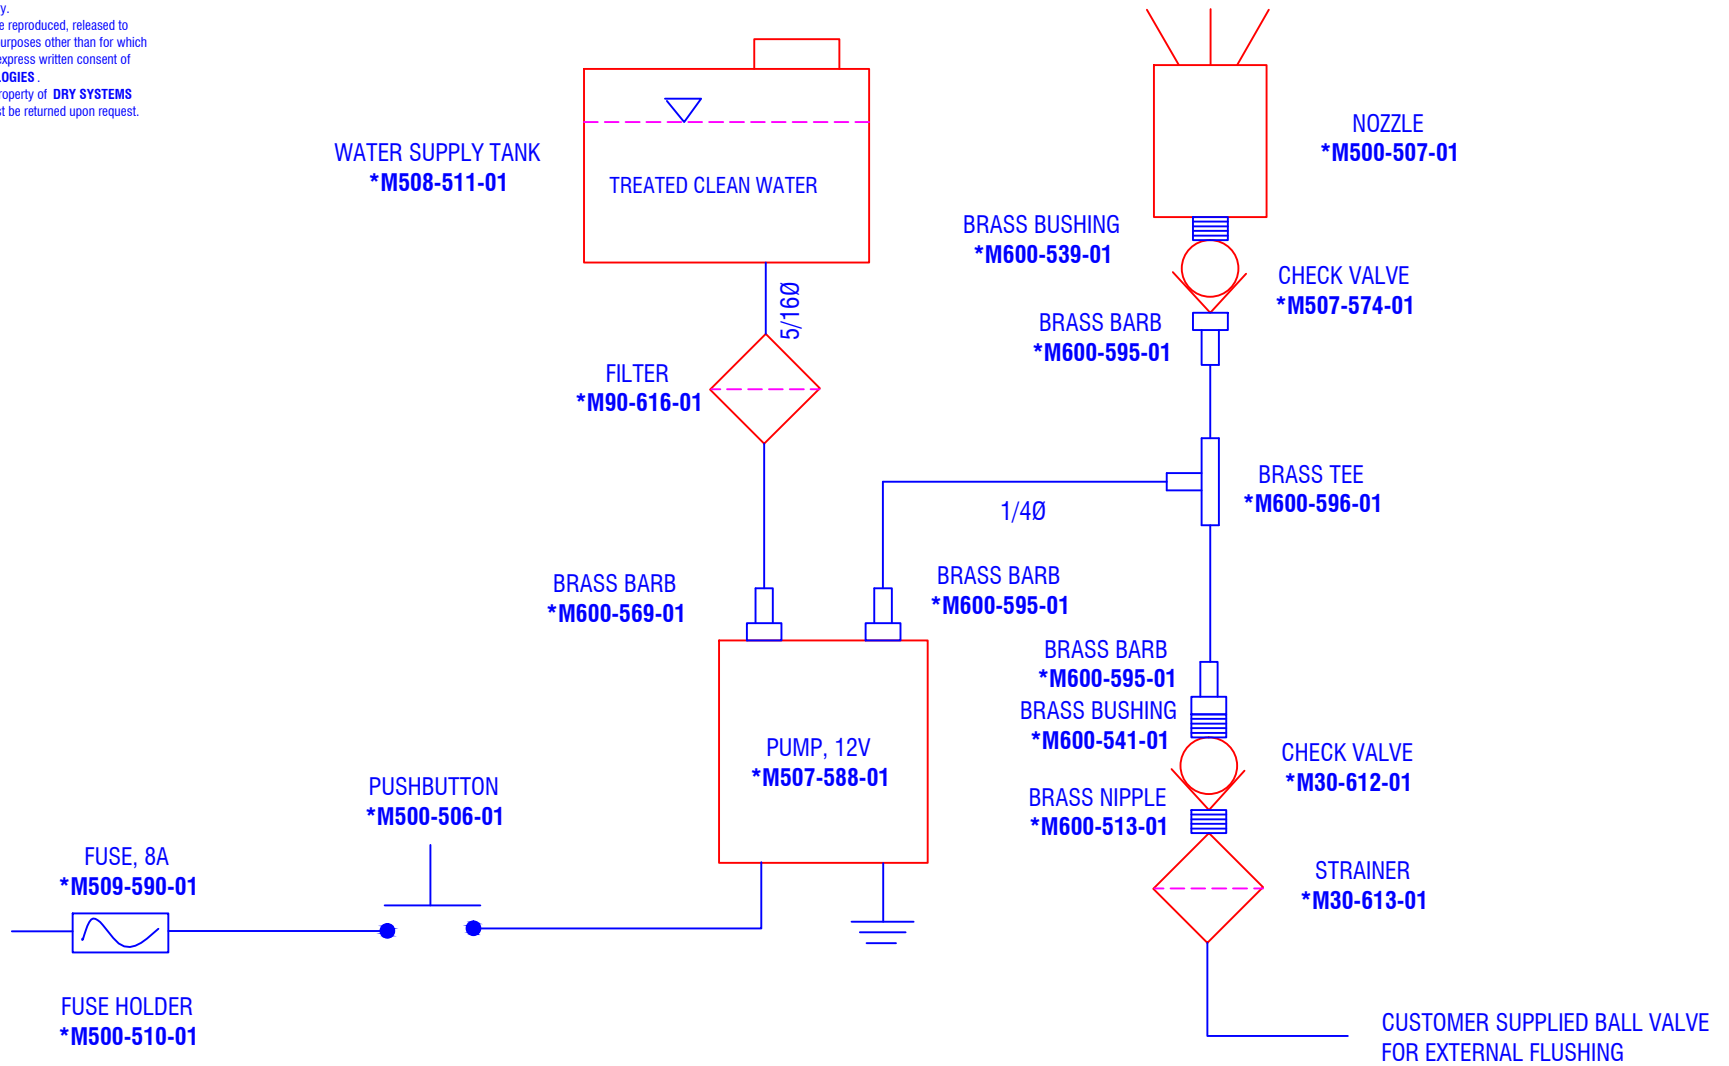 y.
e reproduced, released to
urposes other than for which
express written consent of
OGIES .
roperty of DRY SYSTEMS
st be returned upon request.
WATER SUPPLY TANK
*M508-511-01
TREATED CLEAN WATER
5/16Ø
FILTER
*M90-616-01
NOZZLE
*M500-507-01
BRASS BUSHING
*M600-539-01
CHECK VALVE
*M507-574-01
BRASS BARB
*M600-595-01
BRASS TEE
*M600-596-01
1/4Ø
BRASS BARB
*M600-569-01
BRASS BARB
*M600-595-01
BRASS BARB
*M600-595-01
BRASS BUSHING
*M600-541-01
PUMP, 12V
*M507-588-01
CHECK VALVE
*M30-612-01
BRASS NIPPLE
*M600-513-01
PUSHBUTTON
*M500-506-01
FUSE, 8A
*M509-590-01
STRAINER
*M30-613-01
FUSE HOLDER
*M500-510-01
CUSTOMER SUPPLIED BALL VALVE
FOR EXTERNAL FLUSHING